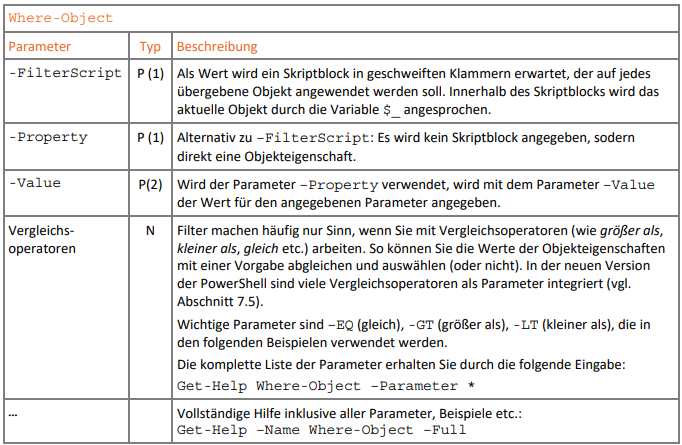 Where-Object
Parameter Typ Beschreibung
-FilterScript P (1) Als Wert wird ein Skriptblock in geschweiften Klammern erwartet, der auf jedes
übergebene Objekt angewendet werden soll. Innerhalb des Skriptblocks wird das
aktuelle Objekt durch die Variable $_ angesprochen.
-Property P (1) Alternativ zu –FilterScript: Es wird kein Skriptblock angegeben, sodern
direkt eine Objekteigenschaft.
-Value P(2) Wird der Parameter –Property verwendet, wird mit dem Parameter –Value
der Wert für den angegebenen Parameter angegeben.
Vergleichs- N Filter machen häufig nur Sinn, wenn Sie mit Vergleichsoperatoren (wie größer als,
operatoren kleiner als, gleich etc.) arbeiten. So können Sie die Werte der Objekteigenschaften
mit einer Vorgabe abgleichen und auswählen (oder nicht). In der neuen Version
der PowerShell sind viele Vergleichsoperatoren als Parameter integriert (vgl.
Abschnitt 7.5).
Wichtige Parameter sind –EQ (gleich), -GT (größer als), -LT (kleiner als), die in
den folgenden Beispielen verwendet werden.
Die komplette Liste der Parameter erhalten Sie durch die folgende Eingabe:
Get-Help Where-Object –Parameter *
… Vollständige Hilfe inklusive aller Parameter, Beispiele etc.:
Get-Help –Name Where-Object –Full